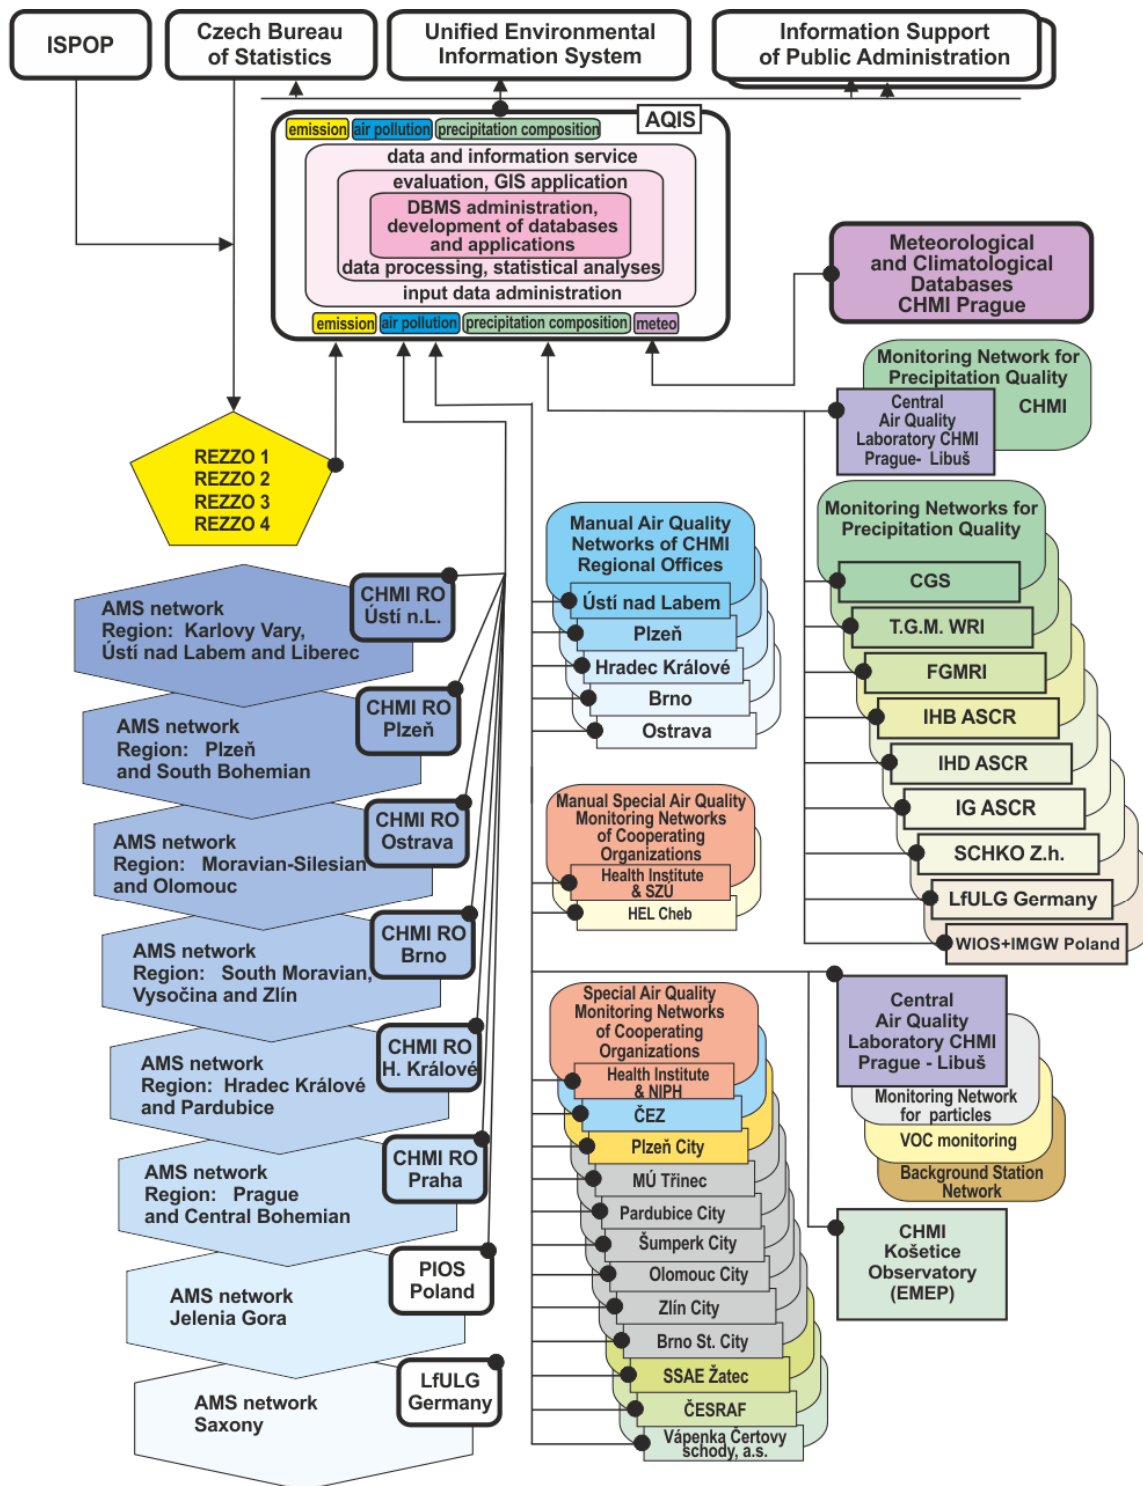 ISPOP
Czech Bureau
of Statistics
Unified Environmental
Information System
Information Support
of Public Administration
AQIS
emission
air pollution
precipitation composition
data and information service
evaluation, GIS application
DBMS administration,
development of databases
and applications
data processing, statistical analyses
input data administration
emission
air pollution
precipitation composition
meteo
Meteorological
and Climatological
Databases
CHMI Prague
Monitoring Network for
Precipitation Quality
CHMI
Central
Air Quality
Laboratory CHMI
Prague- Libuš
REZZO 1
REZZO 2
REZZO 3
REZZO 4
AMS network
Region: Karlovy Vary,
Ústí nad Labem and Liberec
CHMI RO
Ústí n.L.
AMS network
Region: Plzeň
and South Bohemian
CHMI RO
Plzeň
AMS network
Region: Moravian-Silesian
and Olomouc
CHMI RO
Ostrava
AMS network
Region: South Moravian,
Vysočina and Zlín
CHMI RO
Brno
AMS network
Region: Hradec Králové
and Pardubice
CHMI RO
H. Králové
AMS network
Region: Prague
and Central Bohemian
CHMI RO
Praha
AMS network
Jelenia Gora
PIOS
Poland
AMS network
Saxony
LfULG
Germany
Manual Air Quality
Networks of CHMI
Regional Offices
Ústí nad Labem
Plzeň
Hradec Králové
Brno
Ostrava
Manual Special Air Quality
Monitoring Networks
of Cooperating
Organizations
Health Institute
& SZÚ
HEL Cheb
Special Air Quality
Monitoring Networks
of Cooperating
Organizations
Health Institute
& NIPH
ČEZ
Plzeň City
MÚ Třinec
Pardubice City
Šumperk City
Olomouc City
Zlín City
Brno St. City
SSAE Žatec
ČESRAF
Vápenka Čertovy
schody, a.s.
Monitoring Networks for
Precipitation Quality
CGS
T.G.M. WRI
FGMRI
IHB ASCR
IHD ASCR
IG ASCR
SCHKO Z.h.
LfULG Germany
WIOS+IMGW Poland
Central
Air Quality
Laboratory CHMI
Prague - Libuš
Monitoring Network
for particles
VOC monitoring
Background Station
Network
CHMI
Košetice
Observatory
(EMEP)